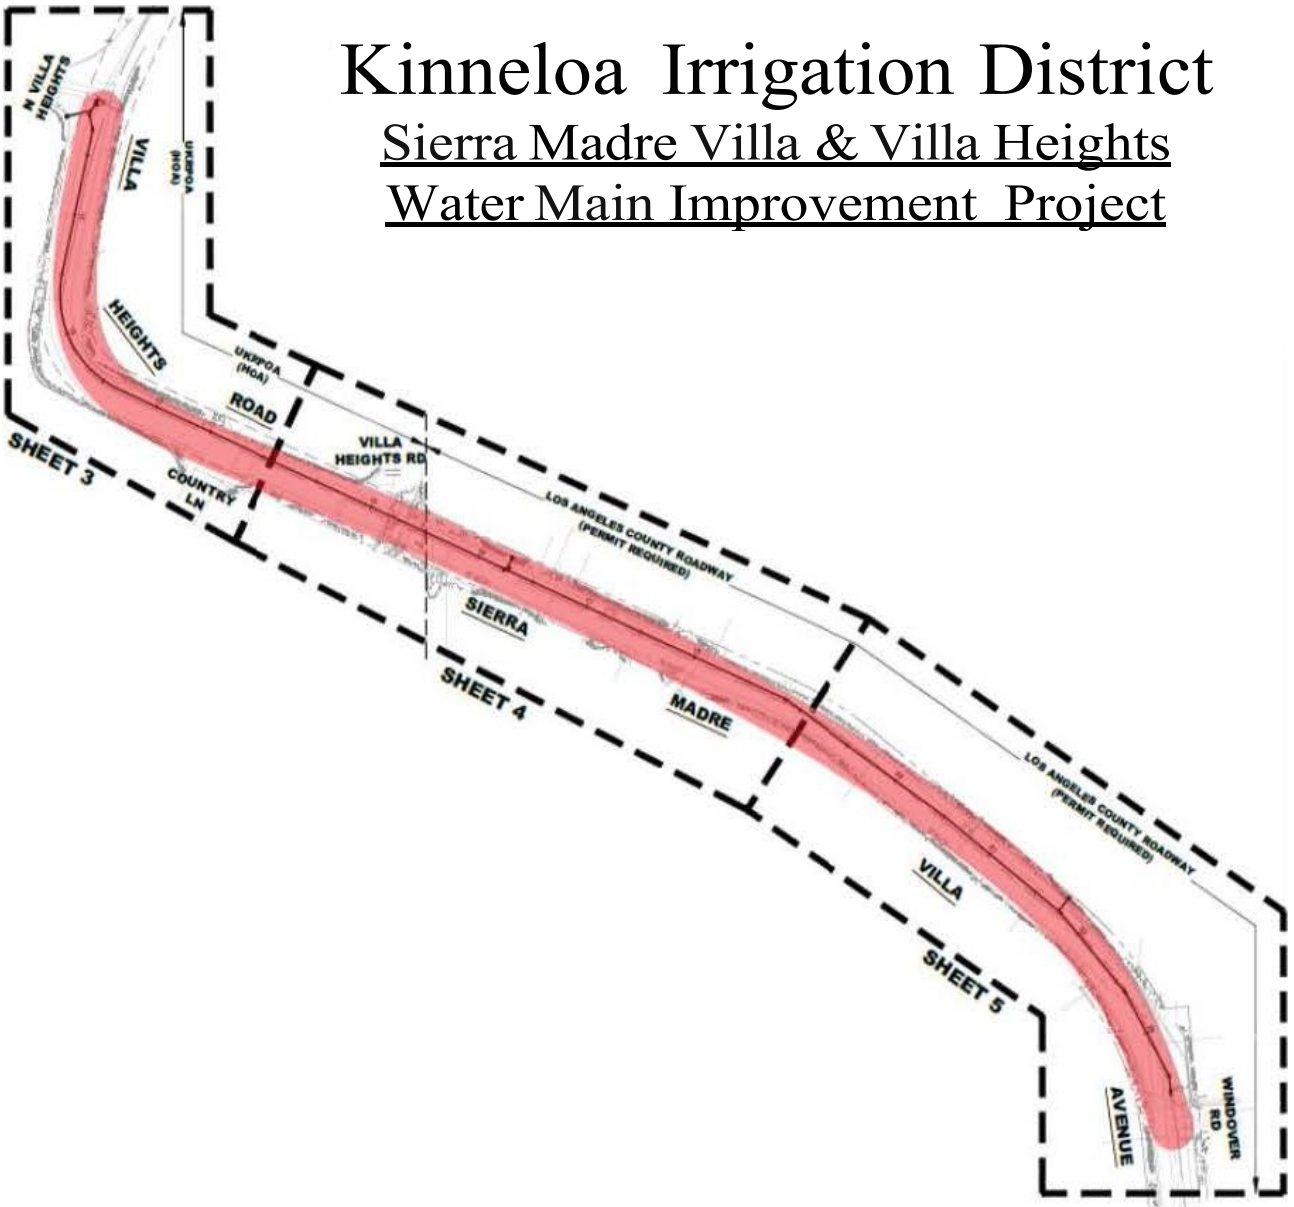 Kinneloa Irrigation District
Sierra Madre Villa & Villa Heights
Water Main Improvement Project
N VILLA
HEIGHTS
VILLA
UKRPOA
(HOA)
HEIGHTS
UKRPOA
(HOA)
ROAD
SHEET 3
COUNTRY
LN
VILLA
HEIGHTS RD
LOS ANGELES COUNTY ROADWAY
(PERMIT REQUIRED)
SIERRA
SHEET 4
MADRE
LOS ANGELES COUNTY ROADWAY
(PERMIT REQUIRED)
VILLA
SHEET 5
AVENUE
WINDOVER
RD